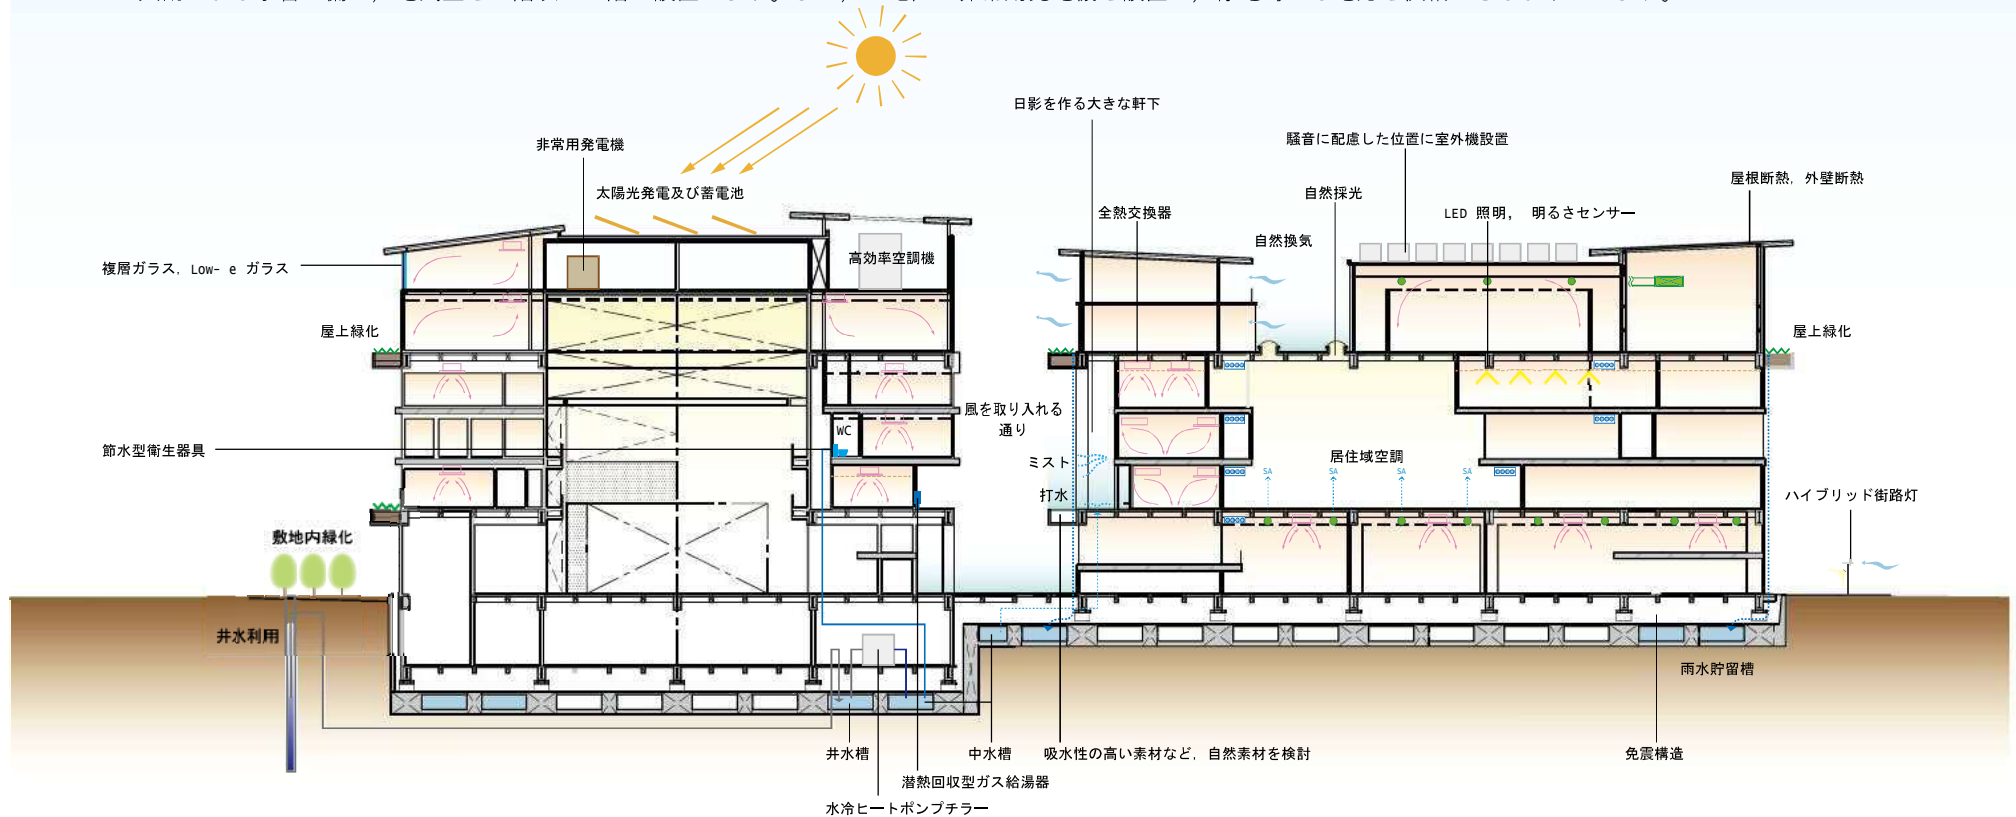 日影を作る大きな軒下
非常用発電機
騒音に配慮した位置に室外機設置
太陽光発電及び蓄電池
自然採光
屋根断熱，外壁断熱
全熱交換器
LED 照明， 明るさセンサー
自然換気
高効率空調機
複層ガラス，Low- e ガラス
屋上緑化
屋上緑化
風を取り入れる
通り
WC
節水型衛生器具
居住域空調
ミスト
SA
SA
SA
SA
打水
ハイブリッド街路灯
敷地内緑化
井水利用
雨水貯留槽
井水槽
中水槽
吸水性の高い素材など，自然素材を検討
免震構造
潜熱回収型ガス給湯器
水冷ヒートポンプチラー